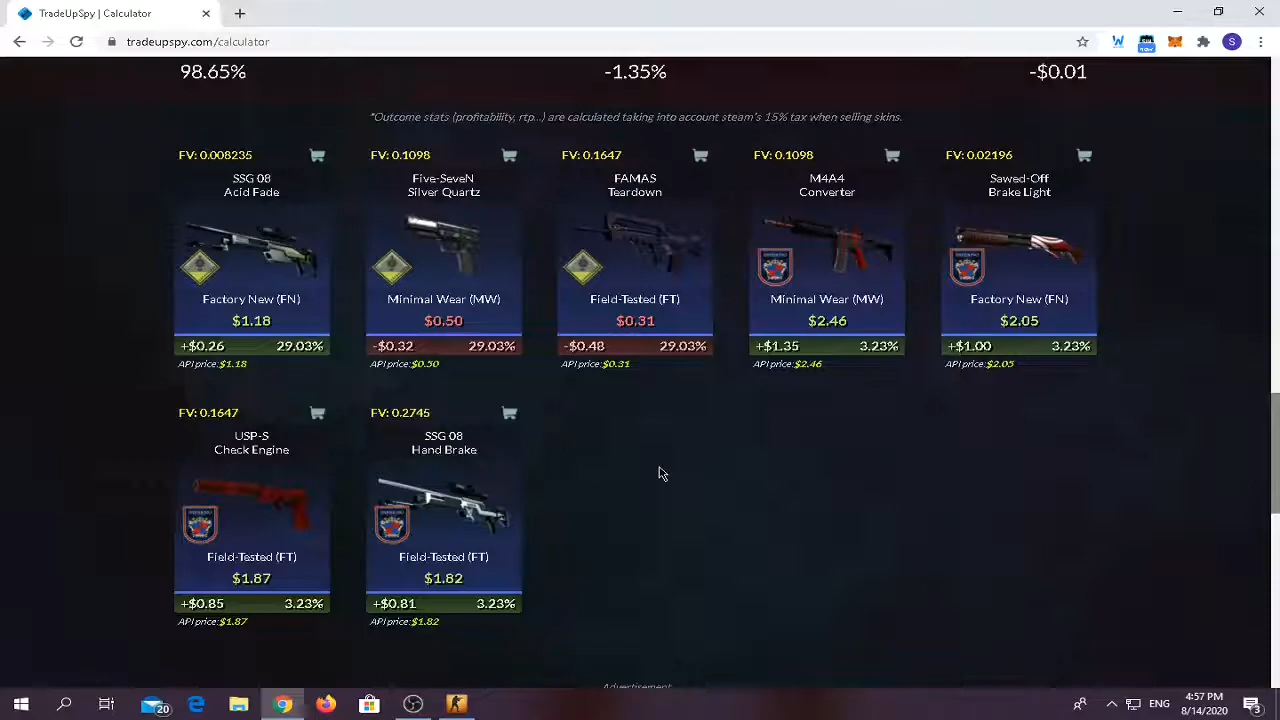 TradeUpSpy | Calculator
tradeupspy.com/calculator
98.65%
-1.35%
-$0.01
*Outcome stats (profitability, rtp...) are calculated taking into account steam's 15% tax when selling skins.
FV: 0.008235
SSG 08
Acid Fade
Factory New (FN)
$1.18
+$0.26 29.03%
API price:$1.18
FV: 0.1098
Five-SeveN
Silver Quartz
Minimal Wear (MW)
$0.50
-$0.32 29.03%
API price:$0.50
FV: 0.1647
FAMAS
Teardown
Field-Tested (FT)
$0.31
-$0.48 29.03%
API price:$0.31
FV: 0.1098
M4A4
Converter
Minimal Wear (MW)
$2.46
+$1.35 3.23%
API price:$2.46
FV: 0.02196
Sawed-Off
Brake Light
Factory New (FN)
$2.05
+$1.00 3.23%
API price:$2.05
FV: 0.1647
USP-S
Check Engine
Field-Tested (FT)
$1.87
+$0.85 3.23%
API price:$1.87
FV: 0.2745
SSG 08
Hand Brake
Field-Tested (FT)
$1.82
+$0.81 3.23%
API price:$1.82
Advertisement
20
ENG
4:57 PM
8/14/2020
3